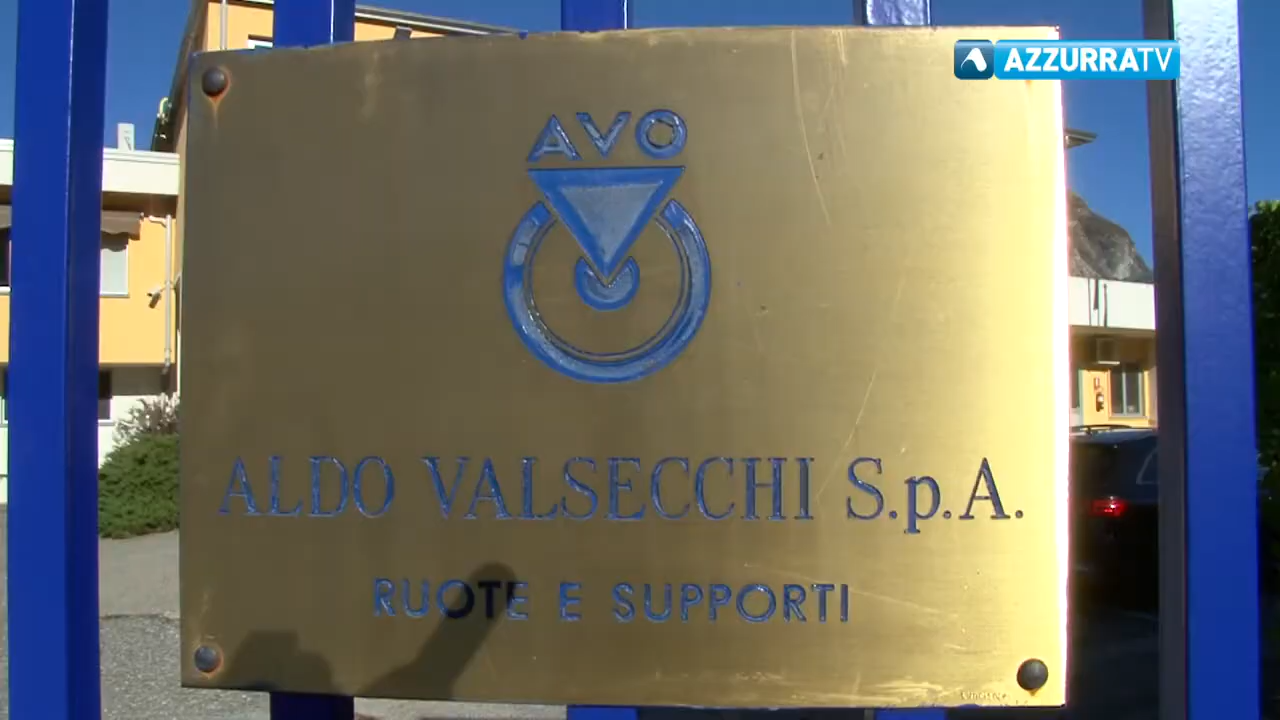 AZZURRATV
AVO
ALDO VALSECCHI S.p.A.
RUOTE E SUPPORTI